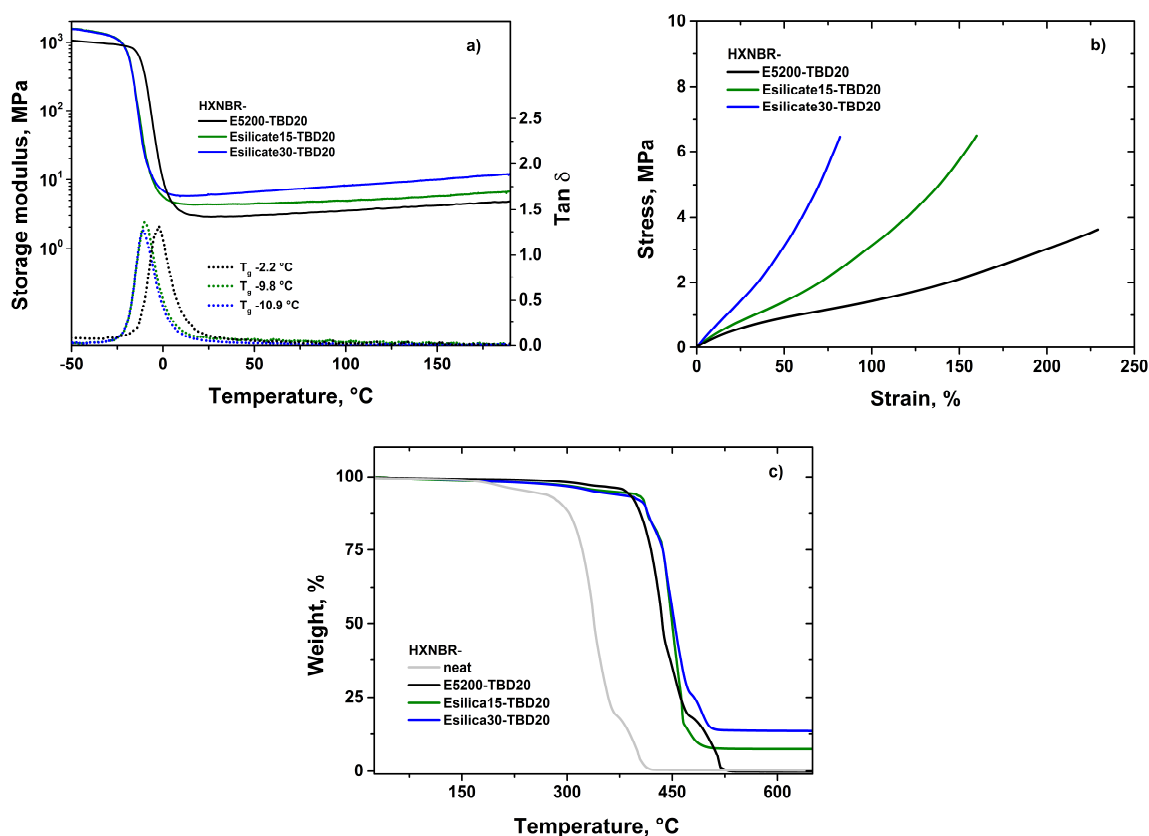 a)
10³
10²
10¹
10⁰
Storage modulus, MPa
HXNBR-
E5200-TBD20
Esilicate15-TBD20
Esilicate30-TBD20
2.5
2.0
1.5
1.0
0.5
0.0
Tan δ
T_g -2.2 °C
T_g -9.8 °C
T_g -10.9 °C
-50 0 50 100 150
Temperature, °C
b)
10
8
6
4
2
0
Stress, MPa
HXNBR-
E5200-TBD20
Esilicate15-TBD20
Esilicate30-TBD20
0 50 100 150 200 250
Strain, %
c)
100
75
50
25
0
Weight, %
HXNBR-
neat
E5200-TBD20
Esilica15-TBD20
Esilica30-TBD20
150 300 450 600
Temperature, °C